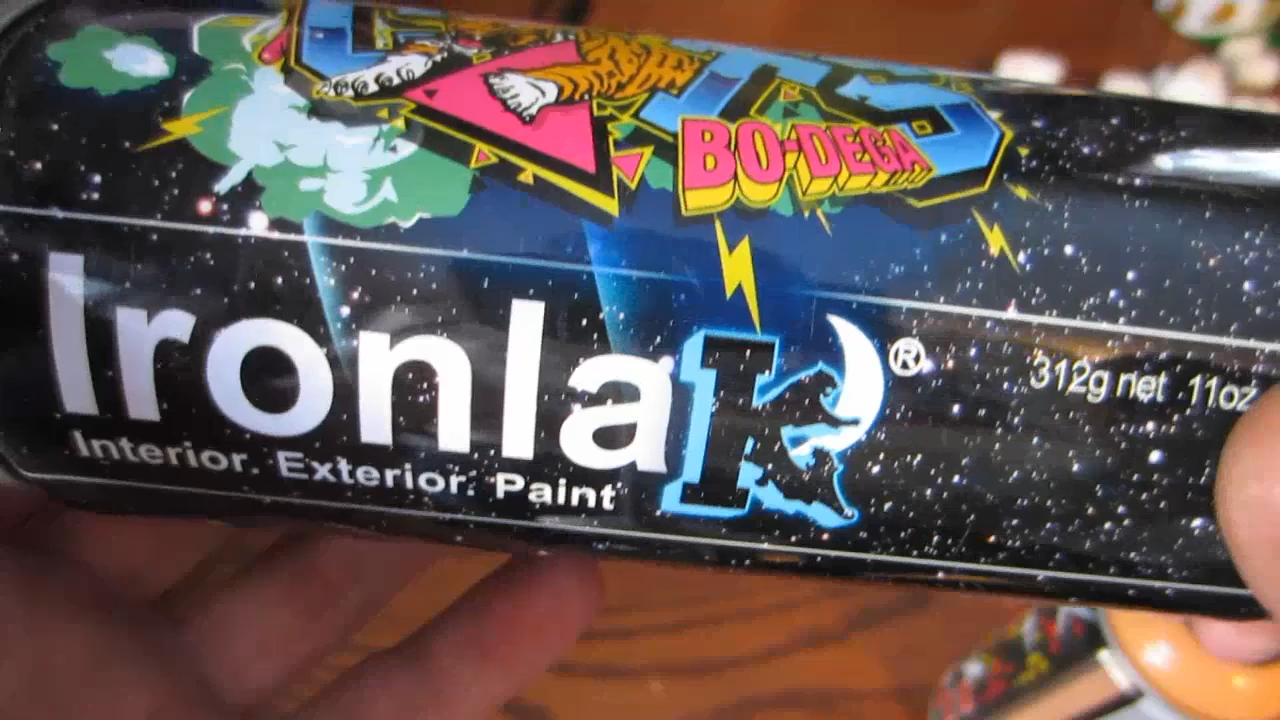 BO-DEGA
Ironlak®
312g net 11oz
Interior. Exterior. Paint